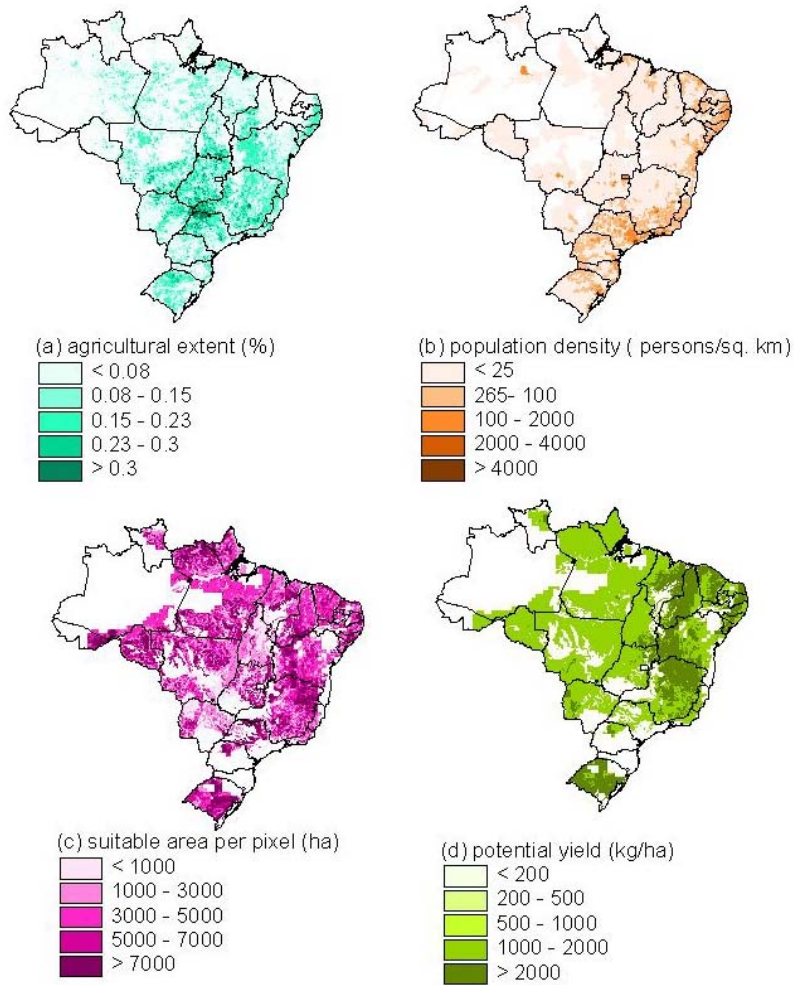 (a) agricultural extent (%)
< 0.08
0.08 - 0.15
0.15 - 0.23
0.23 - 0.3
> 0.3
(b) population density ( persons/sq. km)
< 25
265- 100
100 - 2000
2000 - 4000
> 4000
(c) suitable area per pixel (ha)
< 1000
1000 - 3000
3000 - 5000
5000 - 7000
> 7000
(d) potential yield (kg/ha)
< 200
200 - 500
500 - 1000
1000 - 2000
> 2000